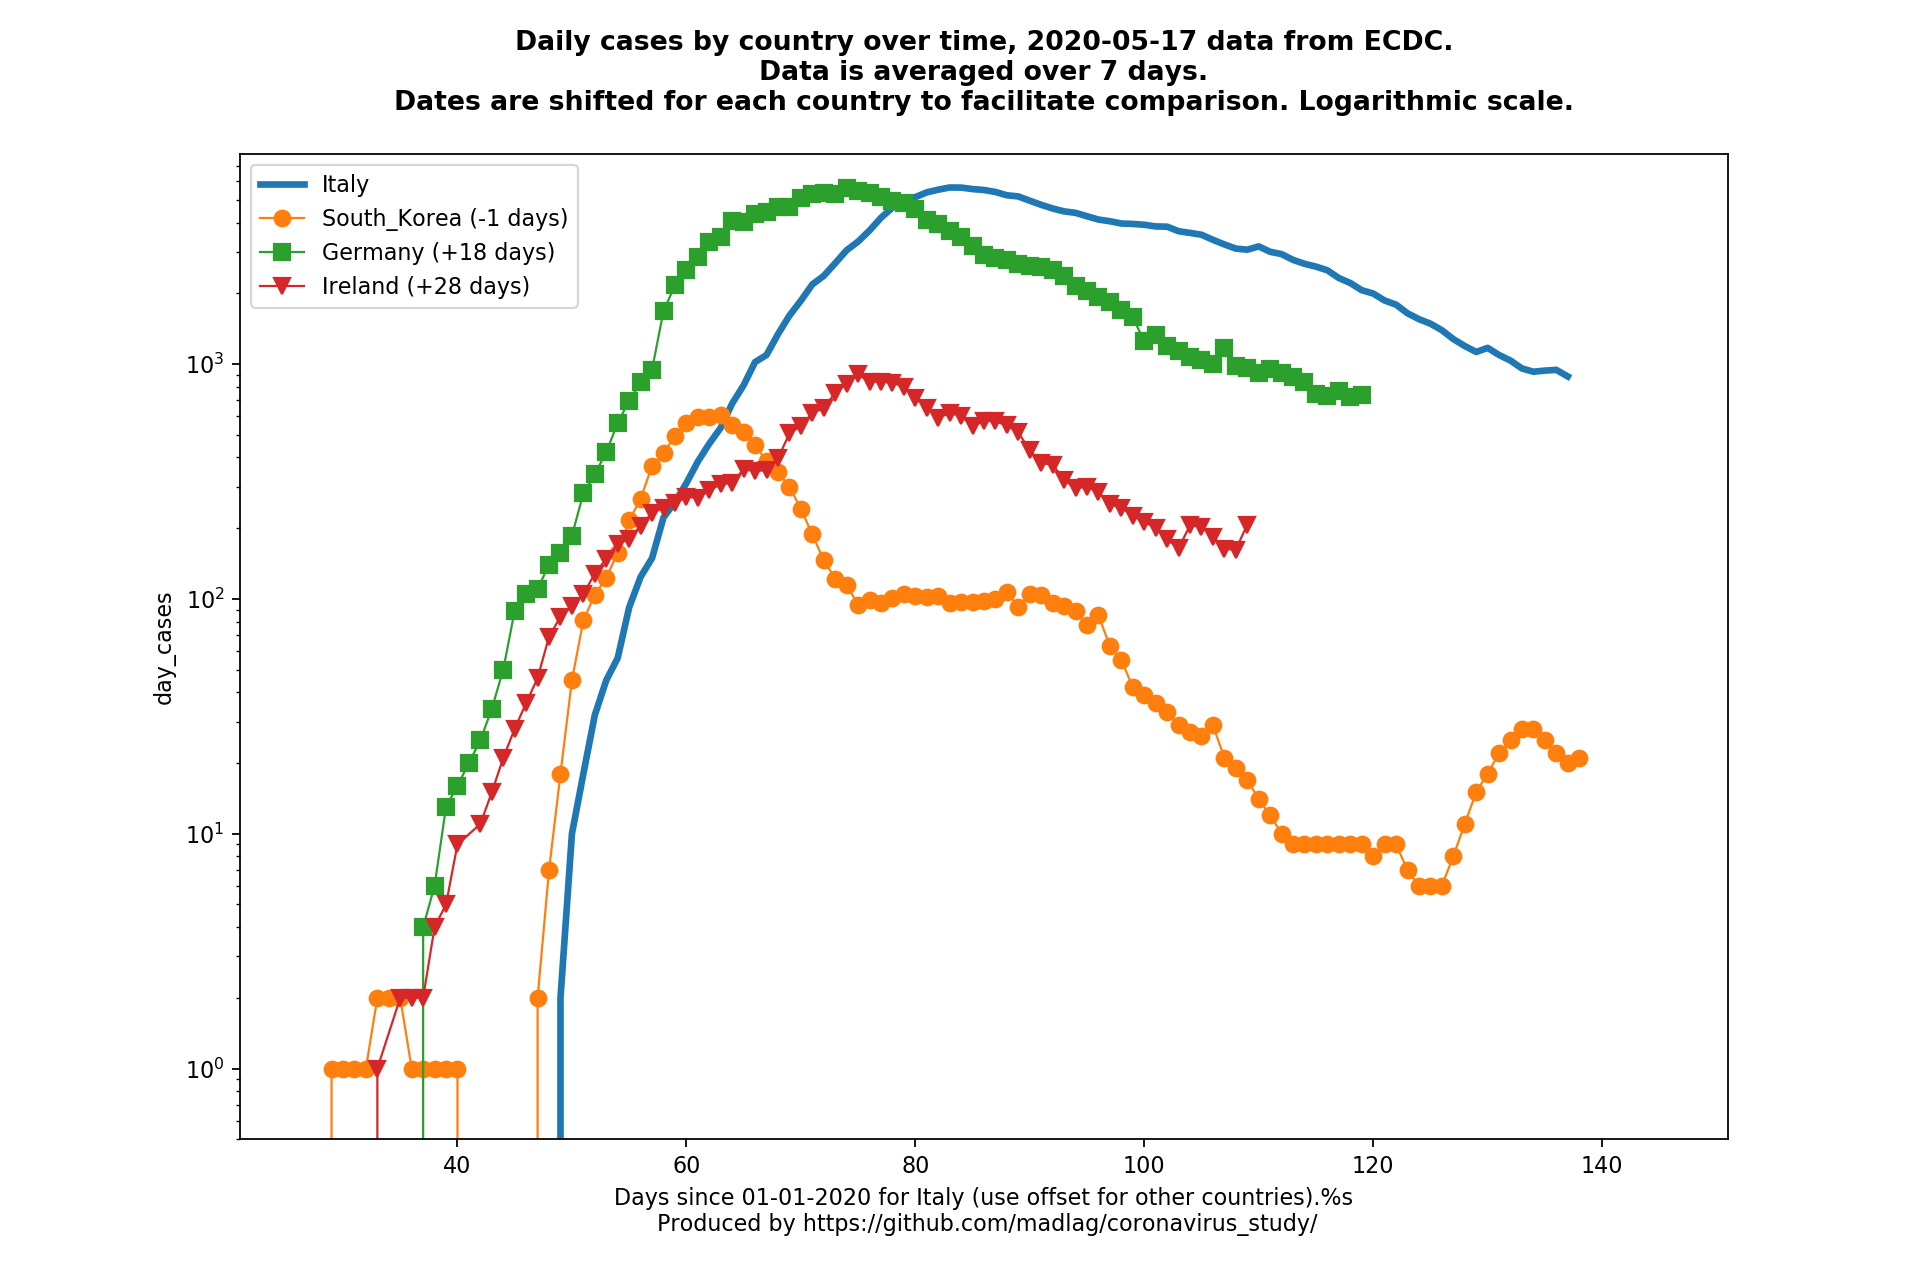 Daily cases by country over time, 2020-05-17 data from ECDC.
Data is averaged over 7 days.
Dates are shifted for each country to facilitate comparison. Logarithmic scale.
Italy
South_Korea (-1 days)
Germany (+18 days)
Ireland (+28 days)
day_cases
10³
10²
10¹
10⁰
40 60 80 100 120 140
Days since 01-01-2020 for Italy (use offset for other countries).%s
Produced by https://github.com/madlag/coronavirus_study/